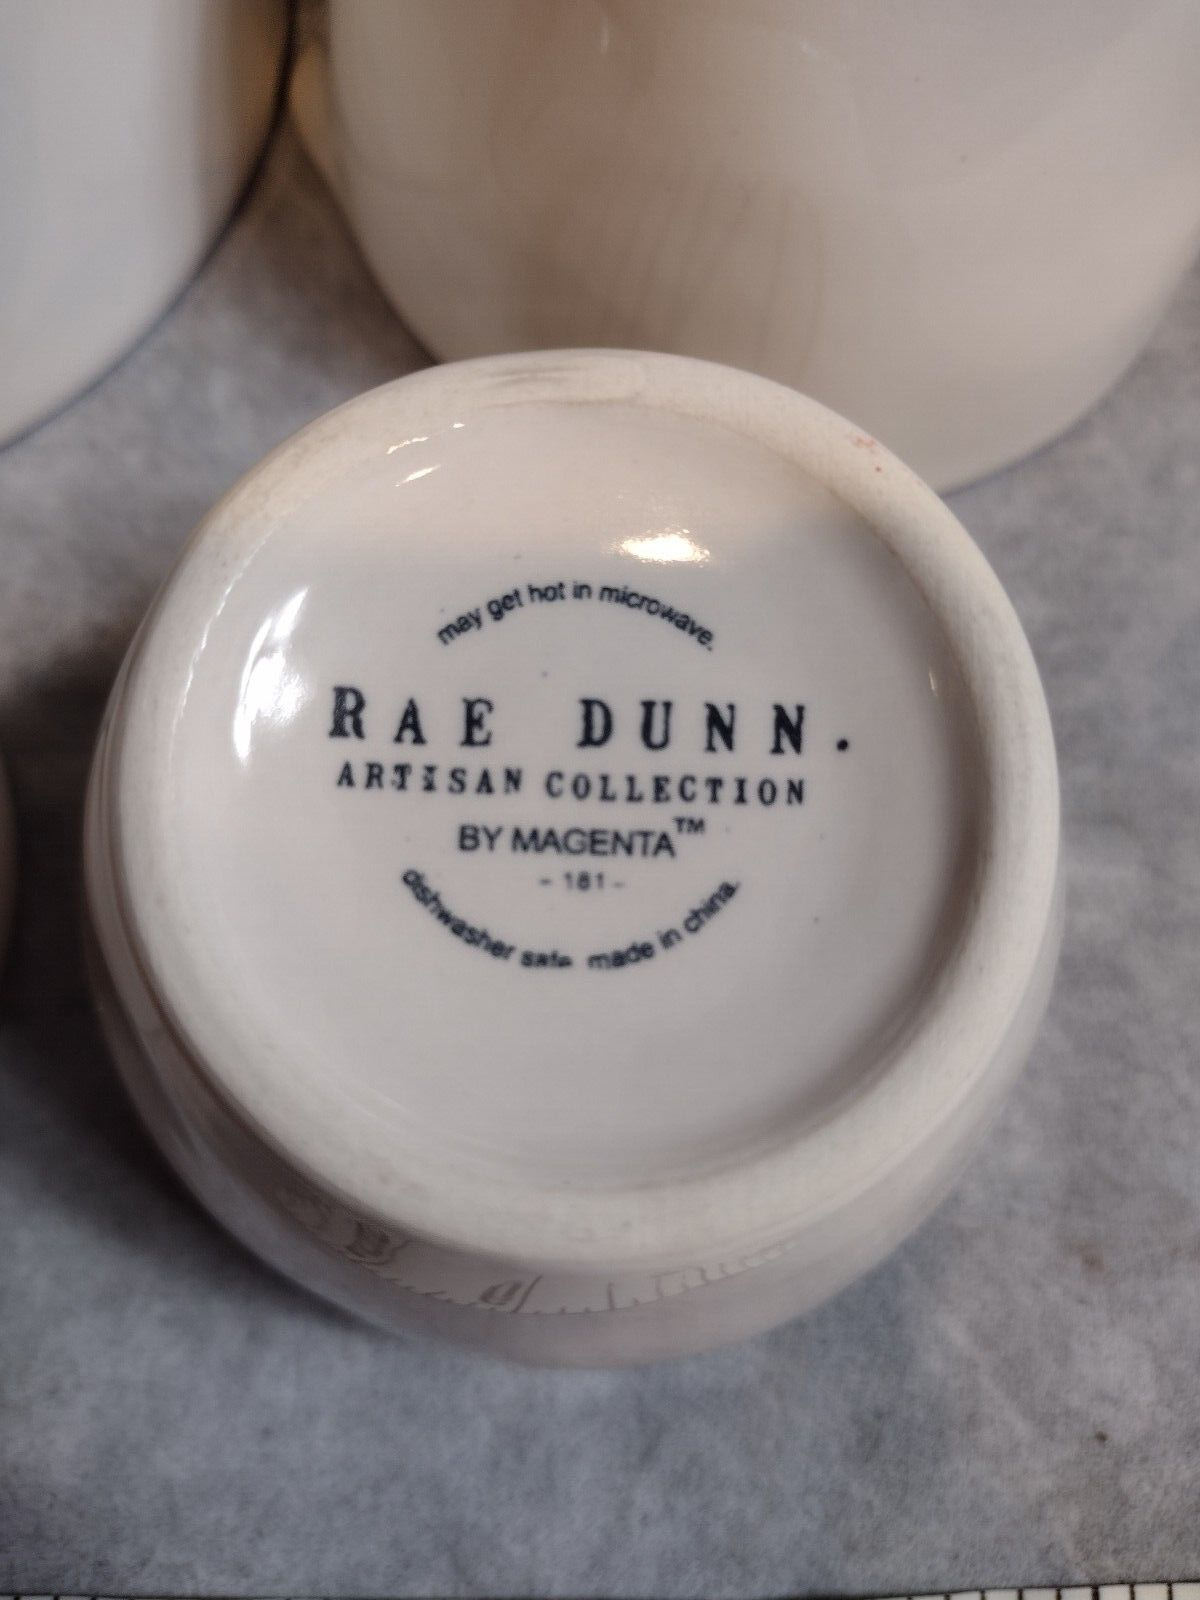 may get hot in microwave.
RAE DUNN.
ARTISAN COLLECTION
BY MAGENTA™
- 181 -
dishwasher safe. made in china.